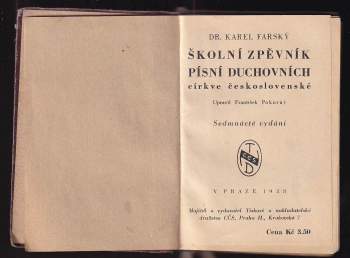 DR. KAREL FARSKÝ
ŠKOLNÍ ZPĚVNÍK
PÍSNÍ DUCHOVNÍCH
církve československé
Upravil František Pokorný
Sedmnácté vydání
T
CČS
D
V PRAZE 1938
Majitel a vydavatel Tiskové a nakladatelské
družstvo CČS, Praha II., Krakovská 7
Cena Kč 3.50